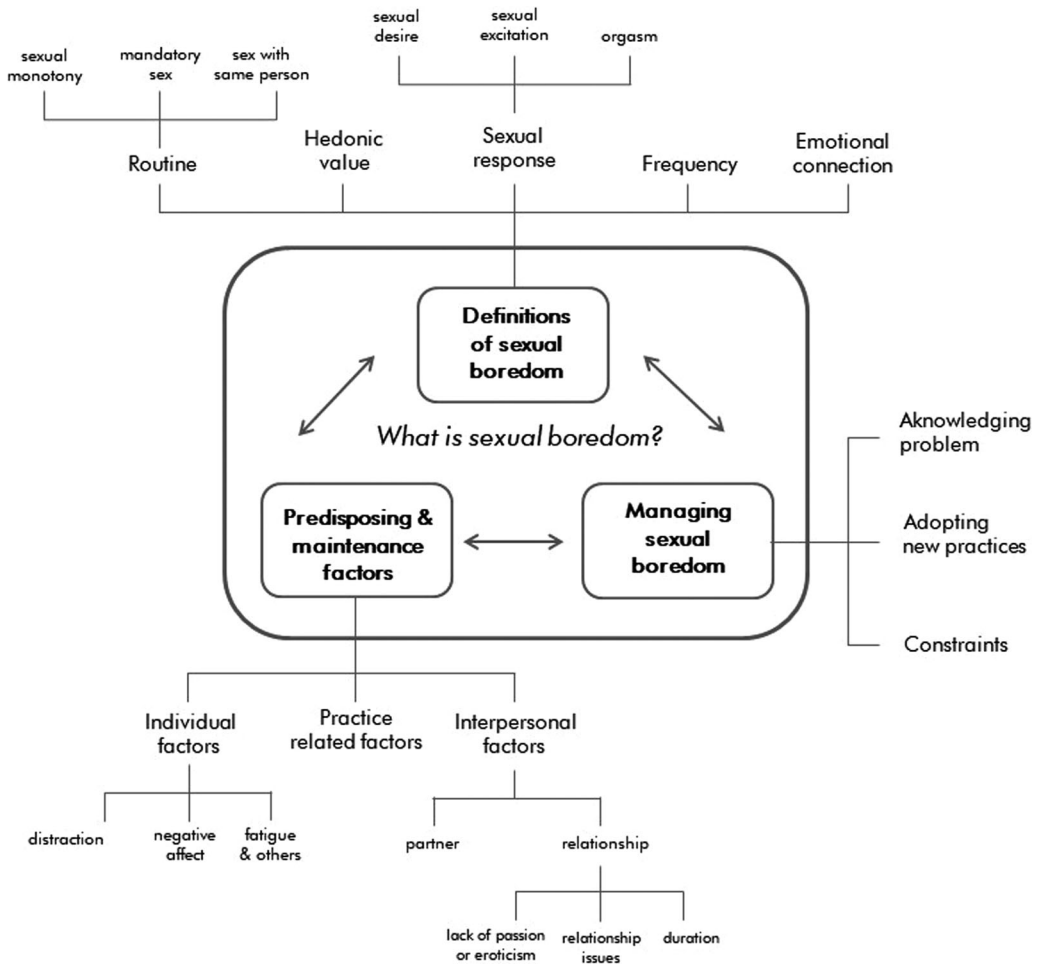 sexual
desire
sexual
excitation
orgasm
sexual
monotony
mandatory
sex
sex with
same person
Routine
Hedonic
value
Sexual
response
Frequency
Emotional
connection
Definitions
of sexual
boredom
What is sexual boredom?
Predisposing &
maintenance
factors
Managing
sexual
boredom
Aknowledging
problem
Adopting
new practices
Constraints
Individual
factors
Practice
related factors
Interpersonal
factors
distraction
negative
affect
fatigue
& others
partner
relationship
lack of passion
or eroticism
relationship
issues
duration